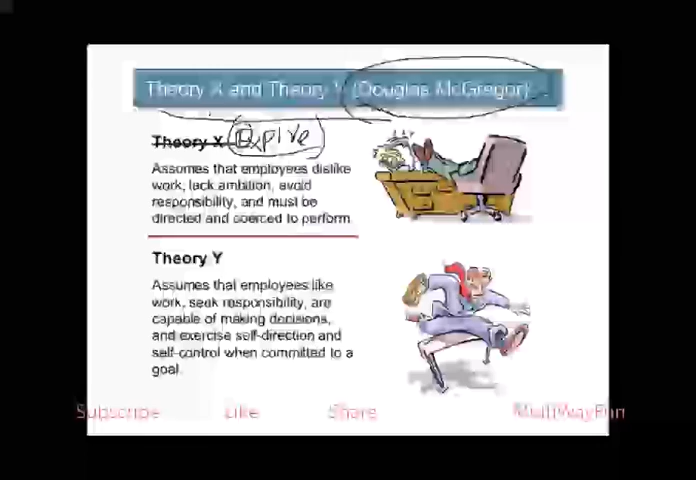 Theory X and Theory Y (Douglas McGregor)
Theory X Expire
Assumes that employees dislike
work, lack ambition, avoid
responsibility, and must be
directed and coerced to perform
Theory Y
Assumes that employees like
work, seek responsibility, are
capable of making decisions,
and exercise self-direction and
self-control when committed to a
goal.
Subscribe Like Share